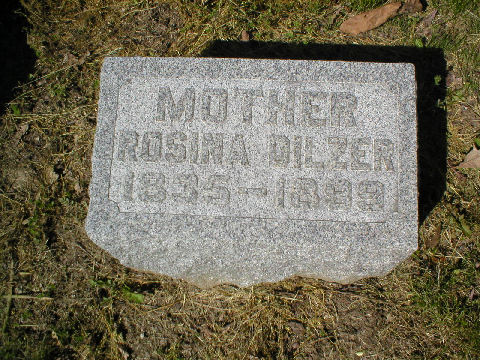 MOTHER
ROSINA DILZER
1835-1899